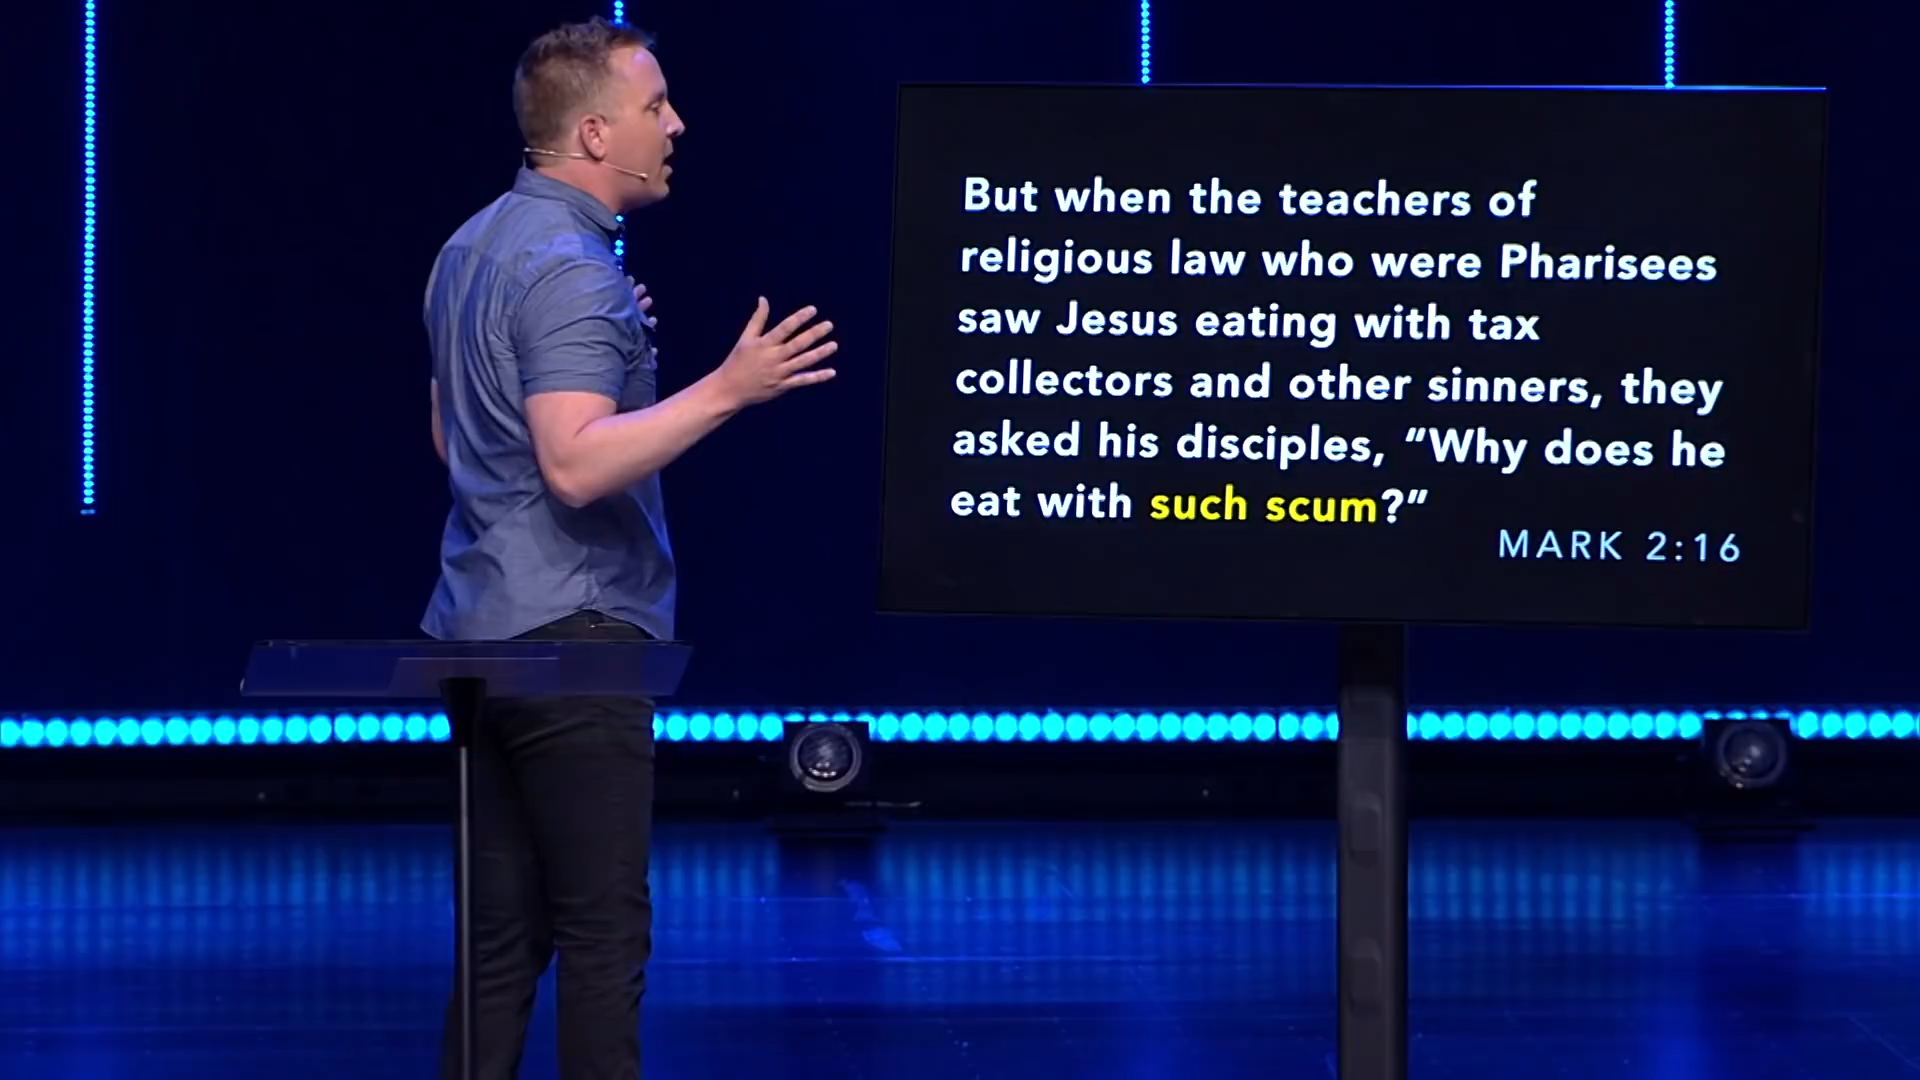 But when the teachers of
religious law who were Pharisees
saw Jesus eating with tax
collectors and other sinners, they
asked his disciples, “Why does he
eat with such scum?”
MARK 2:16